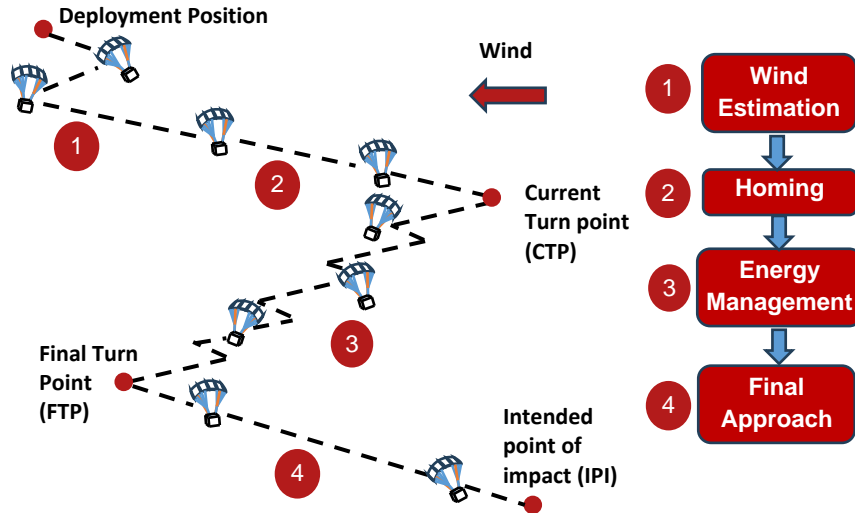 Deployment Position
Wind
1
2
Current
Turn point
(CTP)
3
Final Turn
Point
(FTP)
4
Intended
point of
impact (IPI)
1
Wind
Estimation
2
Homing
3
Energy
Management
4
Final
Approach